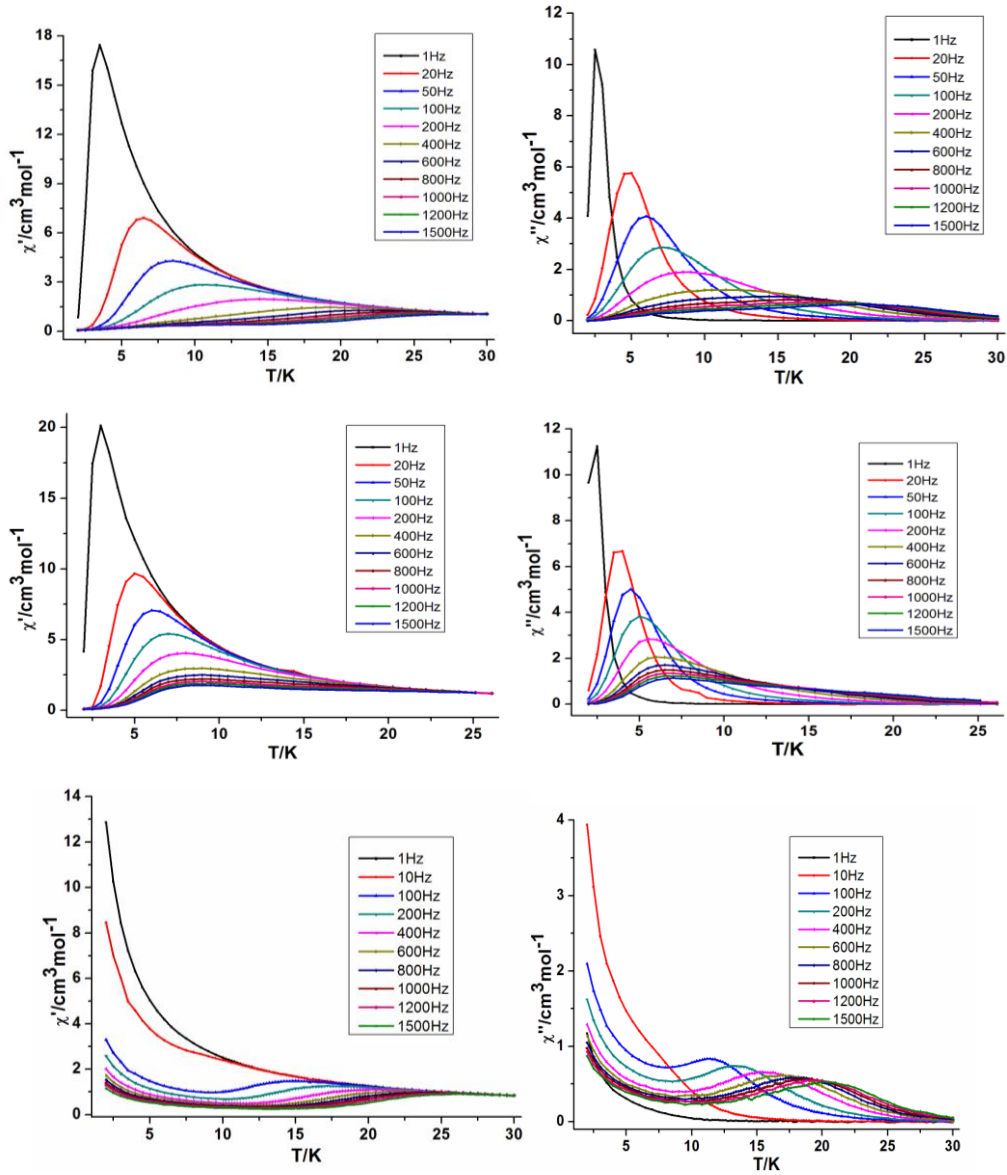 18
15
12
9
6
3
0
χ'/cm³mol⁻¹
1Hz
20Hz
50Hz
100Hz
200Hz
400Hz
600Hz
800Hz
1000Hz
1200Hz
1500Hz
5 10 15 20 25 30
T/K
12
10
8
6
4
2
0
χ''/cm³mol⁻¹
1Hz
20Hz
50Hz
100Hz
200Hz
400Hz
600Hz
800Hz
1000Hz
1200Hz
1500Hz
5 10 15 20 25 30
T/K
20
15
10
5
0
χ'/cm³mol⁻¹
1Hz
20Hz
50Hz
100Hz
200Hz
400Hz
600Hz
800Hz
1000Hz
1200Hz
1500Hz
5 10 15 20 25
T/K
12
10
8
6
4
2
0
χ''/cm³mol⁻¹
1Hz
20Hz
50Hz
100Hz
200Hz
400Hz
600Hz
800Hz
1000Hz
1200Hz
1500Hz
5 10 15 20 25
T/K
14
12
10
8
6
4
2
0
χ'/cm³mol⁻¹
1Hz
10Hz
100Hz
200Hz
400Hz
600Hz
800Hz
1000Hz
1200Hz
1500Hz
5 10 15 20 25 30
T/K
4
3
2
1
0
χ''/cm³mol⁻¹
1Hz
10Hz
100Hz
200Hz
400Hz
600Hz
800Hz
1000Hz
1200Hz
1500Hz
5 10 15 20 25 30
T/K